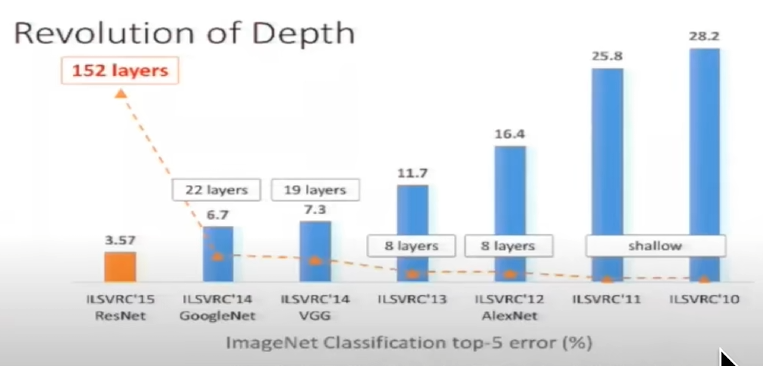 Revolution of Depth
152 layers
28.2
25.8
16.4
11.7
22 layers
19 layers
6.7
7.3
3.57
8 layers
8 layers
shallow
ILSVRC'15
ResNet
ILSVRC'14
GoogleNet
ILSVRC'14
VGG
ILSVRC'13
ILSVRC'12
AlexNet
ILSVRC'11
ILSVRC'10
ImageNet Classification top-5 error (%)